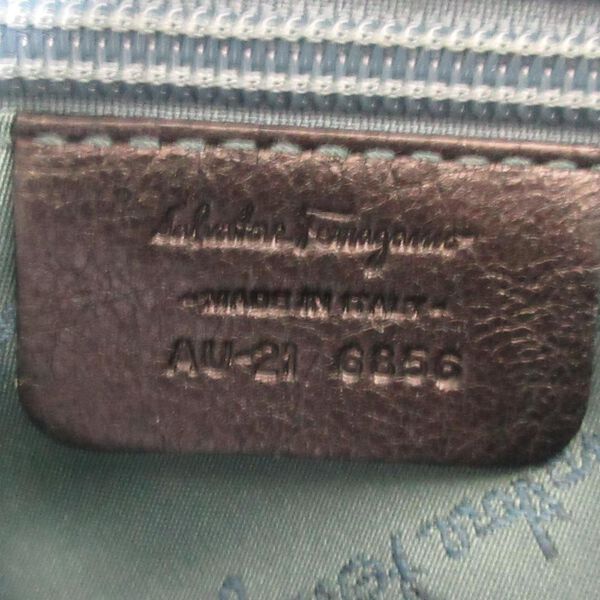 Salvatore Ferragamo
-MADE IN ITALY-
AU-21 6856